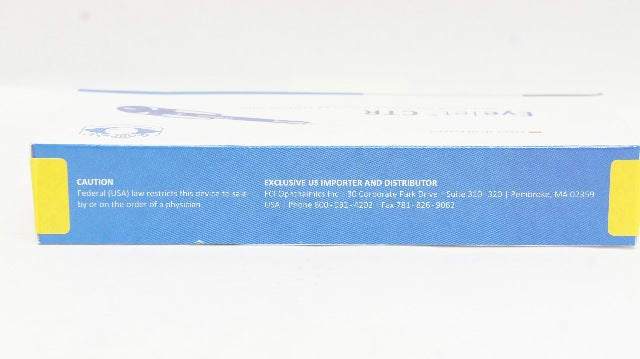 EyeJet® CTR
CAUTION
Federal (USA) law restricts this device to sale
by or on the order of a physician
EXCLUSIVE US IMPORTER AND DISTRIBUTOR
FCI Ophthalmics Inc | 30 Corporate Park Drive | Suite 310 - 320 | Pembroke, MA 02359
USA | Phone 800 - 932 - 4202 | Fax 781 - 826 - 9062